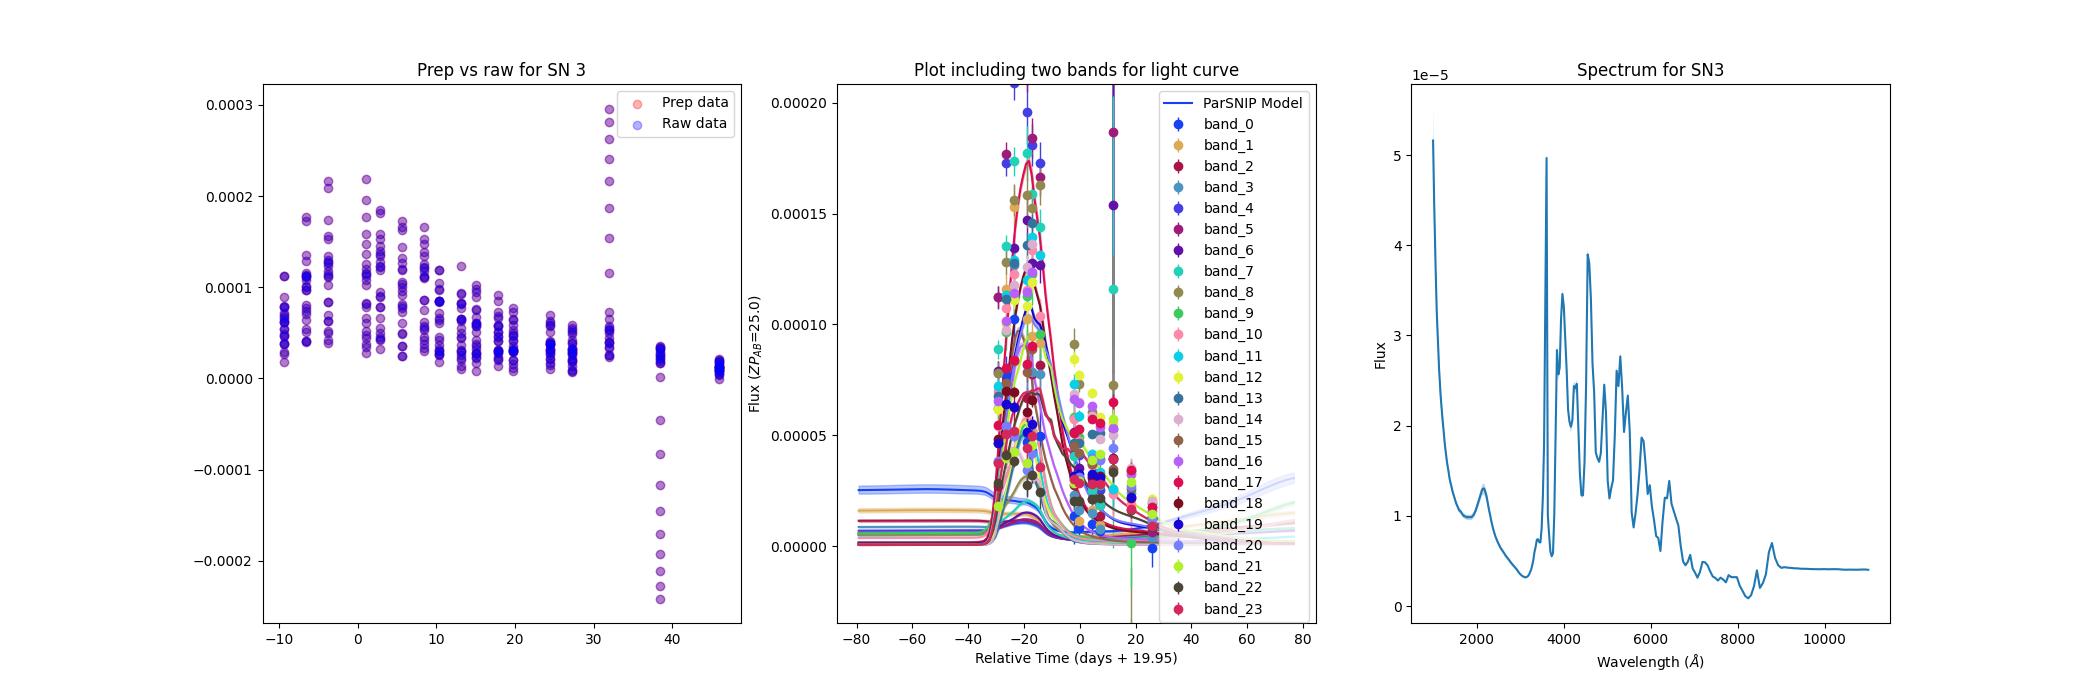 Prep vs raw for SN 3
0.0003
0.0002
0.0001
0.0000
−0.0001
−0.0002
−10
0
10
20
30
40
Prep data
Raw data
Plot including two bands for light curve
Flux (ZP_AB=25.0)
0.00020
0.00015
0.00010
0.00005
0.00000
−80
−60
−40
−20
0
20
40
60
80
Relative Time (days + 19.95)
ParSNIP Model
band_0
band_1
band_2
band_3
band_4
band_5
band_6
band_7
band_8
band_9
band_10
band_11
band_12
band_13
band_14
band_15
band_16
band_17
band_18
band_19
band_20
band_21
band_22
band_23
Spectrum for SN3
1e−5
Flux
5
4
3
2
1
0
2000
4000
6000
8000
10000
Wavelength (Å)